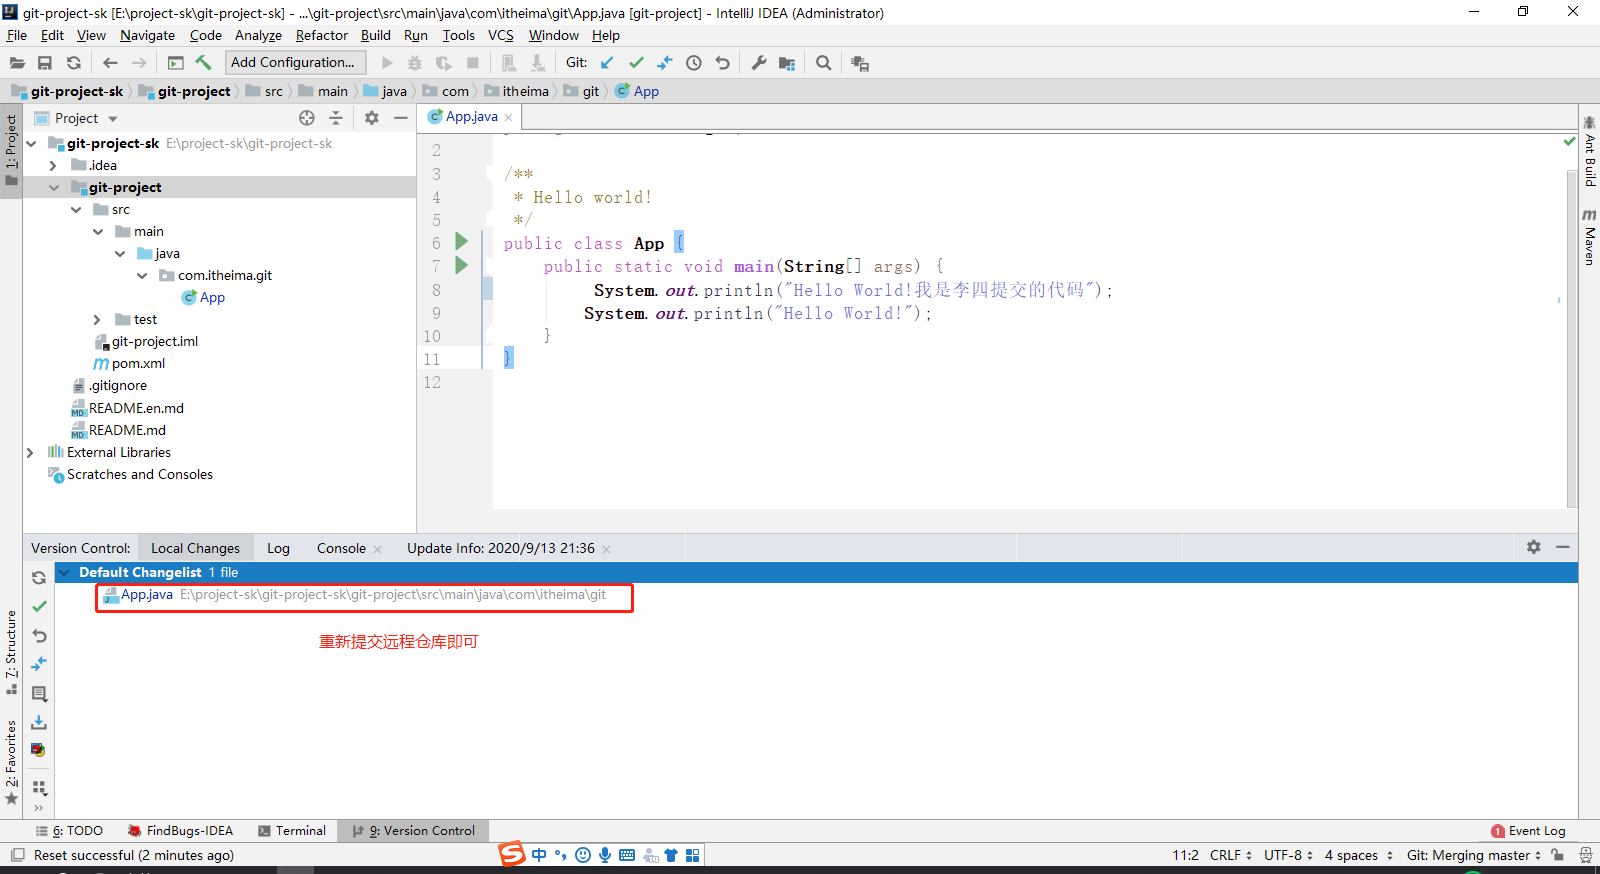 git-project-sk [E:\project-sk\git-project-sk] - ...\git-project\src\main\java\com\itheima\git\App.java [git-project] - IntelliJ IDEA (Administrator)
File Edit View Navigate Code Analyze Refactor Build Run Tools VCS Window Help
Add Configuration... Git:
git-project-sk git-project src main java com itheima git App
1: Project
Project
git-project-sk E:\project-sk\git-project-sk
.idea
git-project
src
main
java
com.itheima.git
App
test
git-project.iml
pom.xml
.gitignore
README.en.md
README.md
External Libraries
Scratches and Consoles
App.java
2
3 /**
4 * Hello world!
5 */
6 public class App {
7 public static void main(String[] args) {
8 System.out.println("Hello World!我是李四提交的代码");
9 System.out.println("Hello World!");
10 }
11 }
12
Ant Build
Maven
Version Control: Local Changes Log Console Update Info: 2020/9/13 21:36
Default Changelist 1 file
App.java E:\project-sk\git-project-sk\git-project\src\main\java\com\itheima\git
重新提交远程仓库即可
7: Structure
2: Favorites
6: TODO FindBugs-IDEA Terminal 9: Version Control 1 Event Log
Reset successful (2 minutes ago) 中 11:2 CRLF UTF-8 4 spaces Git: Merging master